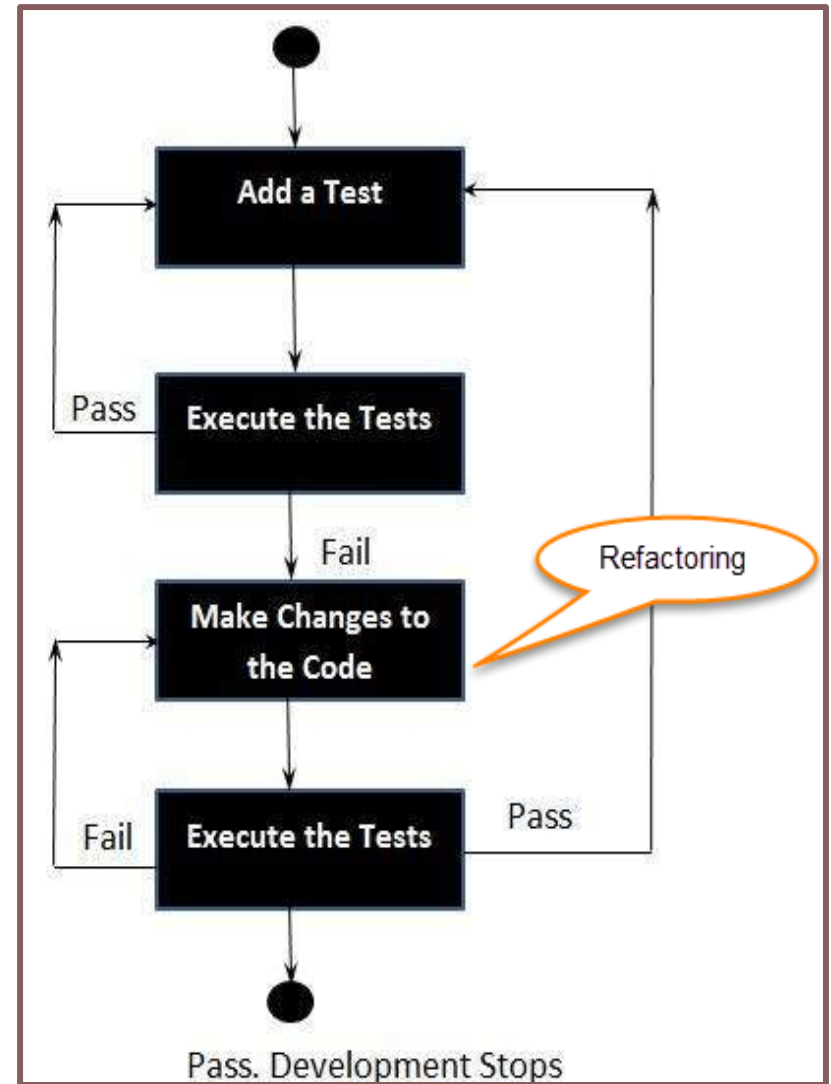 Add a Test
Pass
Execute the Tests
Fail
Refactoring
Make Changes to
the Code
Fail
Execute the Tests
Pass
Pass. Development Stops